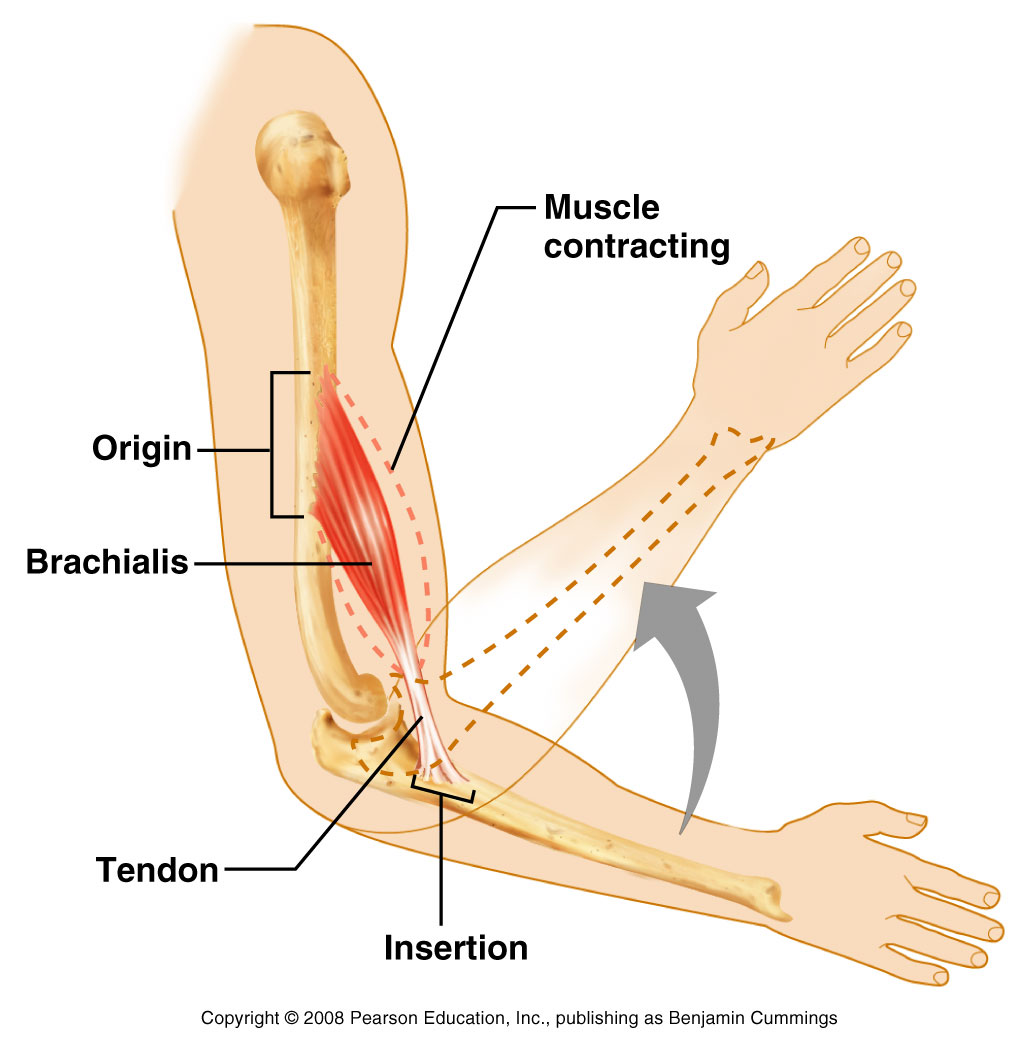 Muscle
contracting
Origin
Brachialis
Tendon
Insertion
Copyright © 2008 Pearson Education, Inc., publishing as Benjamin Cummings